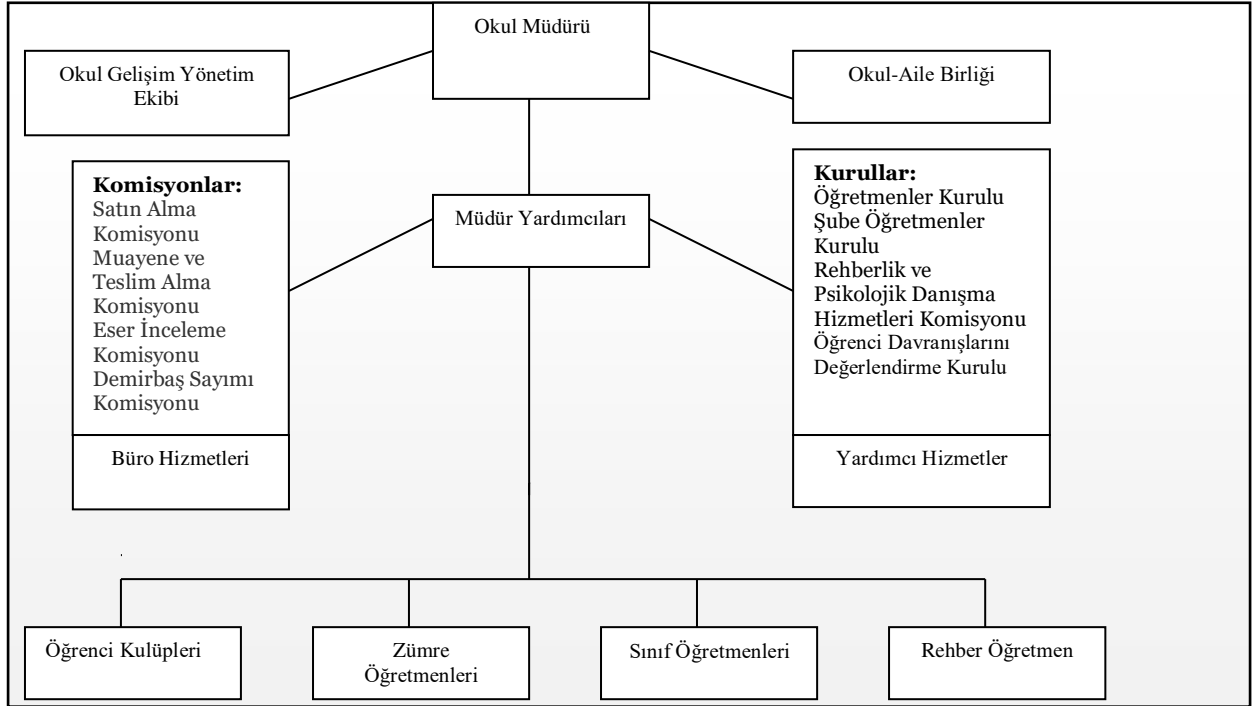 Okul Müdürü
Okul Gelişim Yönetim
Ekibi
Okul-Aile Birliği
Komisyonlar:
Satın Alma
Komisyonu
Muayene ve
Teslim Alma
Komisyonu
Eser İnceleme
Komisyonu
Demirbaş Sayımı
Komisyonu
Müdür Yardımcıları
Kurullar:
Öğretmenler Kurulu
Şube Öğretmenler
Kurulu
Rehberlik ve
Psikolojik Danışma
Hizmetleri Komisyonu
Öğrenci Davranışlarını
Değerlendirme Kurulu
Büro Hizmetleri
Yardımcı Hizmetler
Öğrenci Kulüpleri
Zümre
Öğretmenleri
Sınıf Öğretmenleri
Rehber Öğretmen